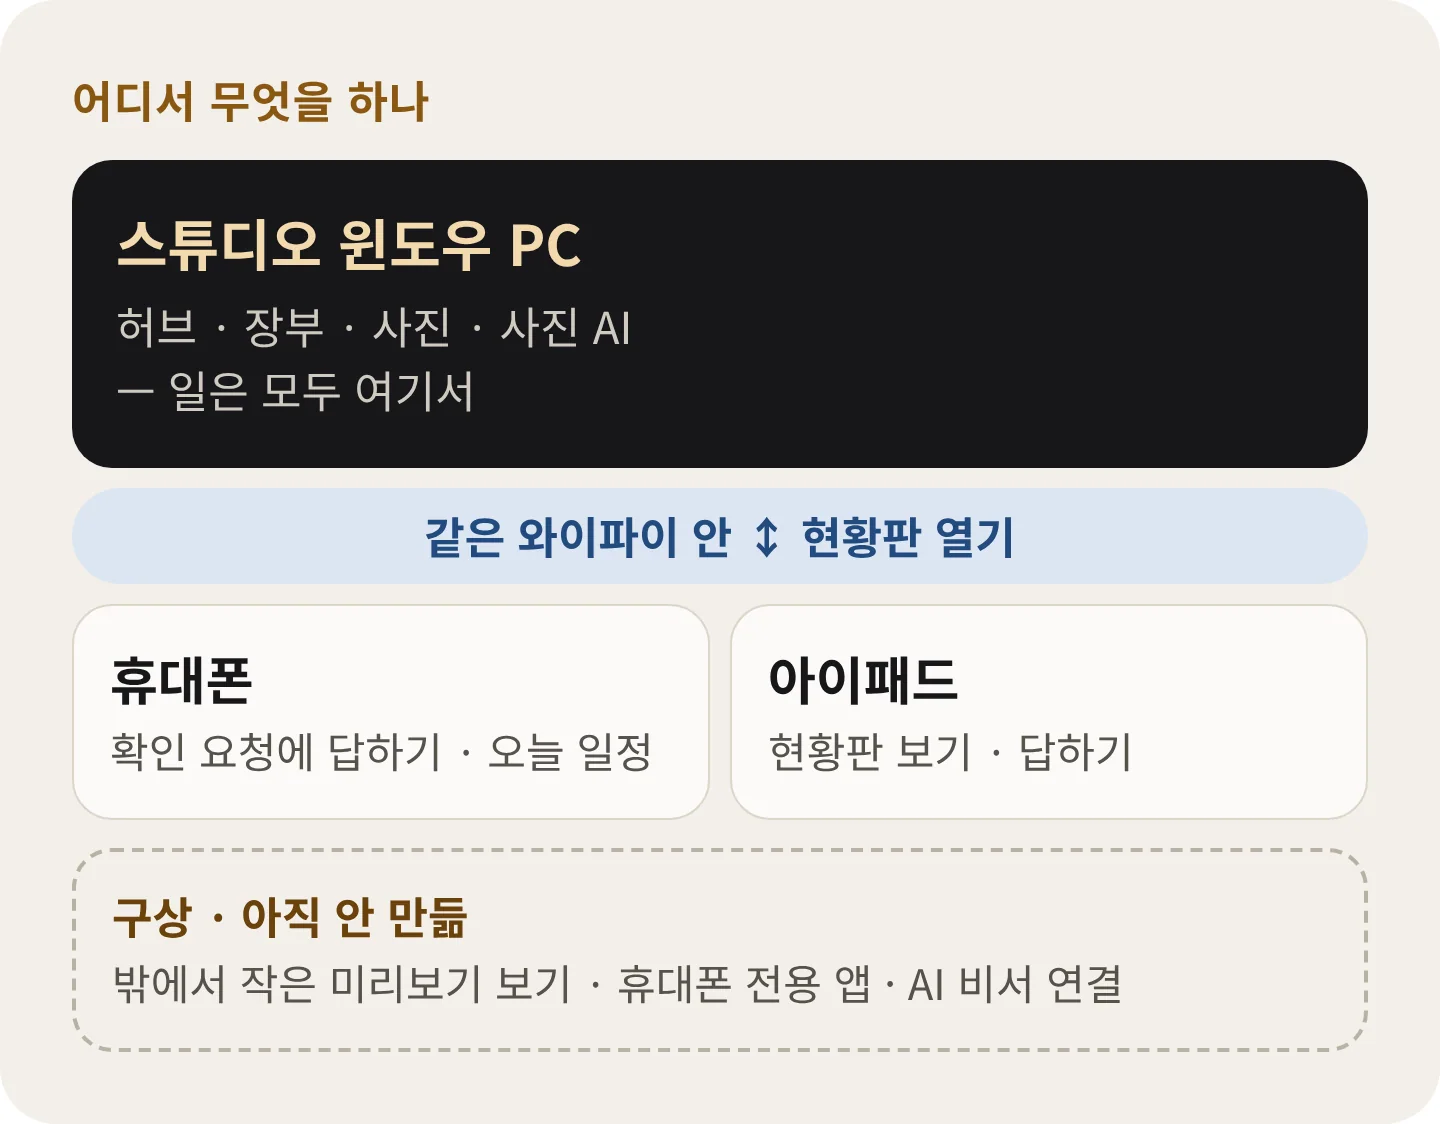 어디서 무엇을 하나
스튜디오 윈도우 PC
허브 · 장부 · 사진 · 사진 AI
— 일은 모두 여기서
같은 와이파이 안 ↕ 현황판 열기
휴대폰
확인 요청에 답하기 · 오늘 일정
아이패드
현황판 보기 · 답하기
구상 · 아직 안 만듦
밖에서 작은 미리보기 보기 · 휴대폰 전용 앱 · AI 비서 연결